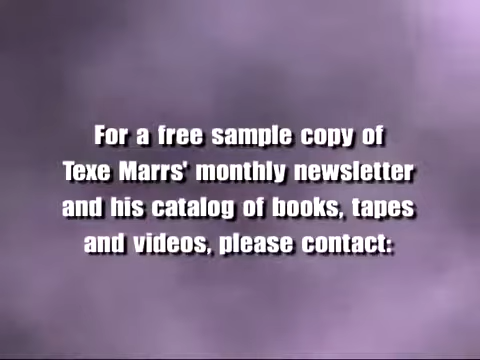 For a free sample copy of
Texe Marrs' monthly newsletter
and his catalog of books, tapes
and videos, please contact: